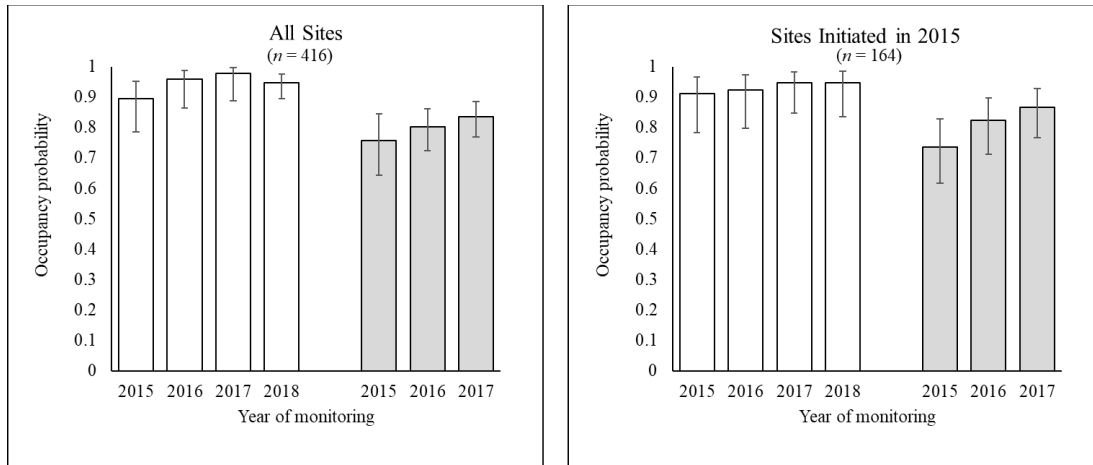 All Sites
(n = 416)
1
0.9
0.8
0.7
0.6
0.5
0.4
0.3
0.2
0.1
0
Occupancy probability
2015 2016 2017 2018 2015 2016 2017
Year of monitoring
Sites Initiated in 2015
(n = 164)
1
0.9
0.8
0.7
0.6
0.5
0.4
0.3
0.2
0.1
0
Occupancy probability
2015 2016 2017 2018 2015 2016 2017
Year of monitoring